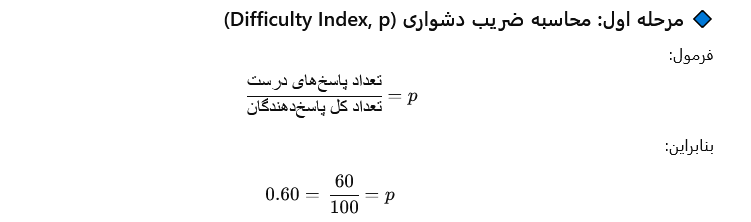 مرحله اول: محاسبه ضریب دشواری (Difficulty Index, p)
فرمول:
تعداد پاسخ‌های درست
تعداد کل پاسخ‌دهندگان = p
بنابراین:
0.60 = 60/100 = p